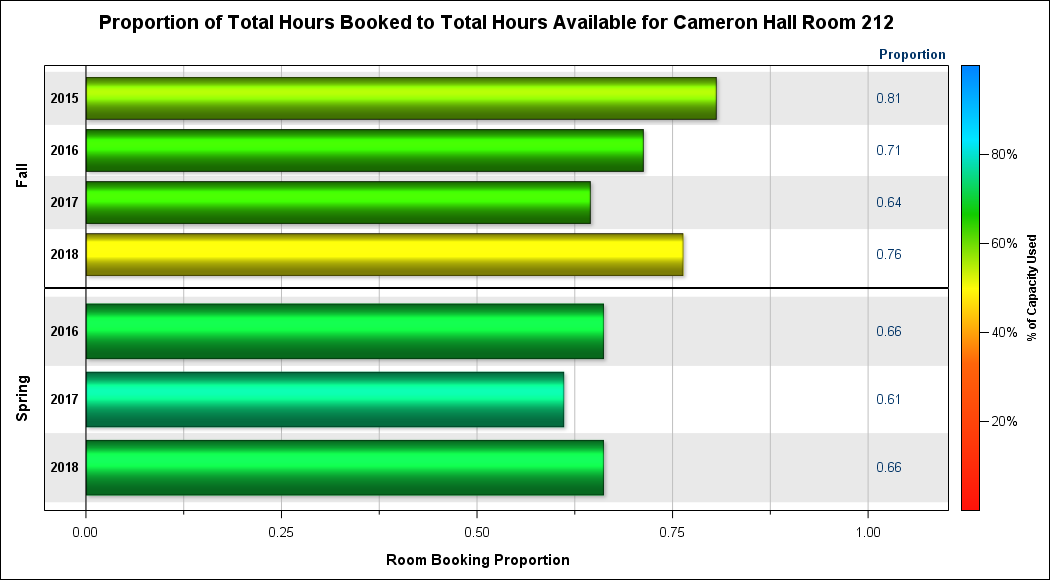 Proportion of Total Hours Booked to Total Hours Available for Cameron Hall Room 212
Proportion
Fall
2015 0.81
2016 0.71
2017 0.64
2018 0.76
Spring
2016 0.66
2017 0.61
2018 0.66
0.00 0.25 0.50 0.75 1.00
Room Booking Proportion
80%
60%
40%
20%
% of Capacity Used